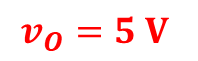 v_O = 5 V